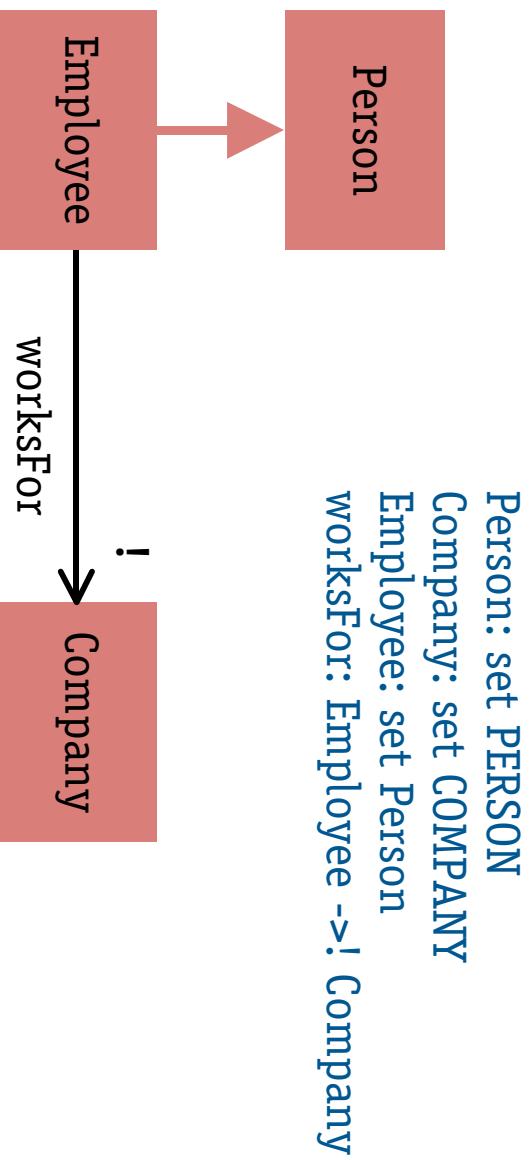 Person
Employee
worksFor
!
Company
Person: set PERSON
Company: set COMPANY
Employee: set Person
worksFor: Employee ->! Company